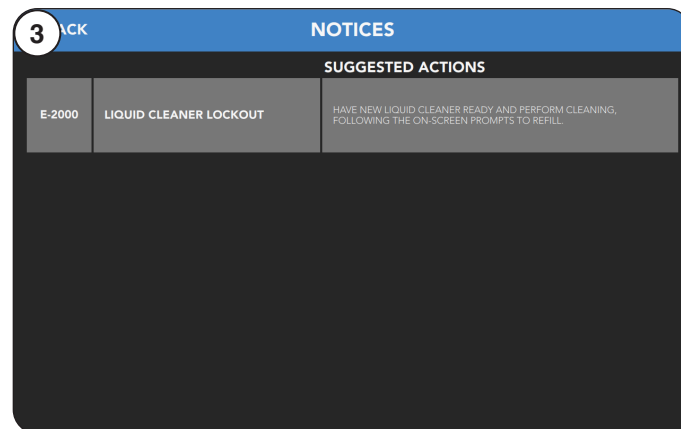 3 ACK NOTICES
SUGGESTED ACTIONS
E-2000 LIQUID CLEANER LOCKOUT HAVE NEW LIQUID CLEANER READY AND PERFORM CLEANING,
FOLLOWING THE ON-SCREEN PROMPTS TO REFILL.